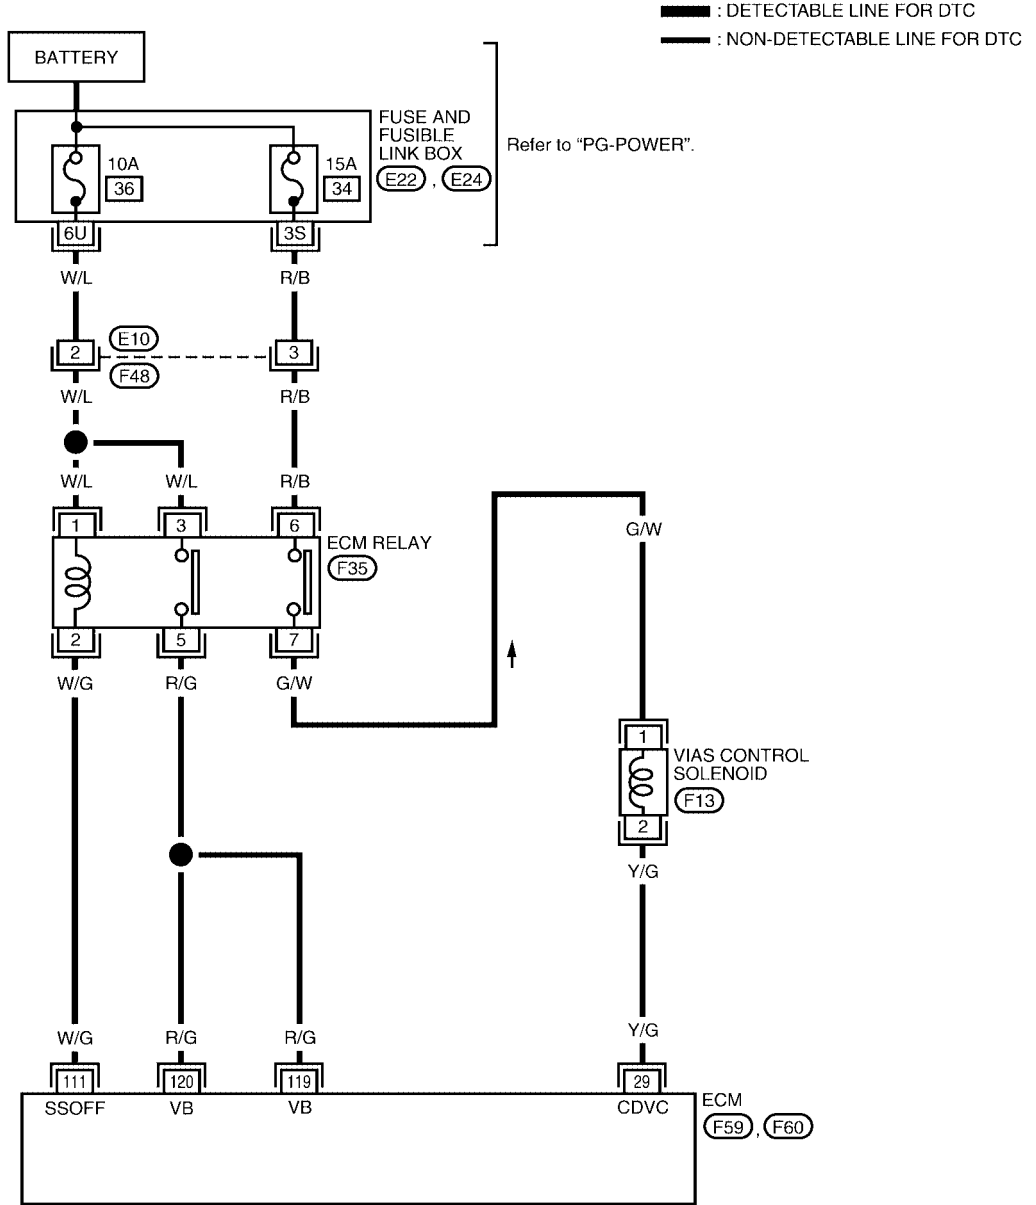 : DETECTABLE LINE FOR DTC
: NON-DETECTABLE LINE FOR DTC
BATTERY
FUSE AND
FUSIBLE
LINK BOX
E22 , E24
Refer to “PG-POWER”.
10A
36
15A
34
6U
3S
W/L
R/B
2
E10
F48
3
W/L
R/B
W/L
W/L
R/B
1
3
6
ECM RELAY
F35
2
5
7
W/G
R/G
G/W
G/W
1
VIAS CONTROL
SOLENOID
F13
2
Y/G
W/G
R/G
R/G
Y/G
111
120
119
29
SSOFF
VB
VB
CDVC
ECM
F59 , F60